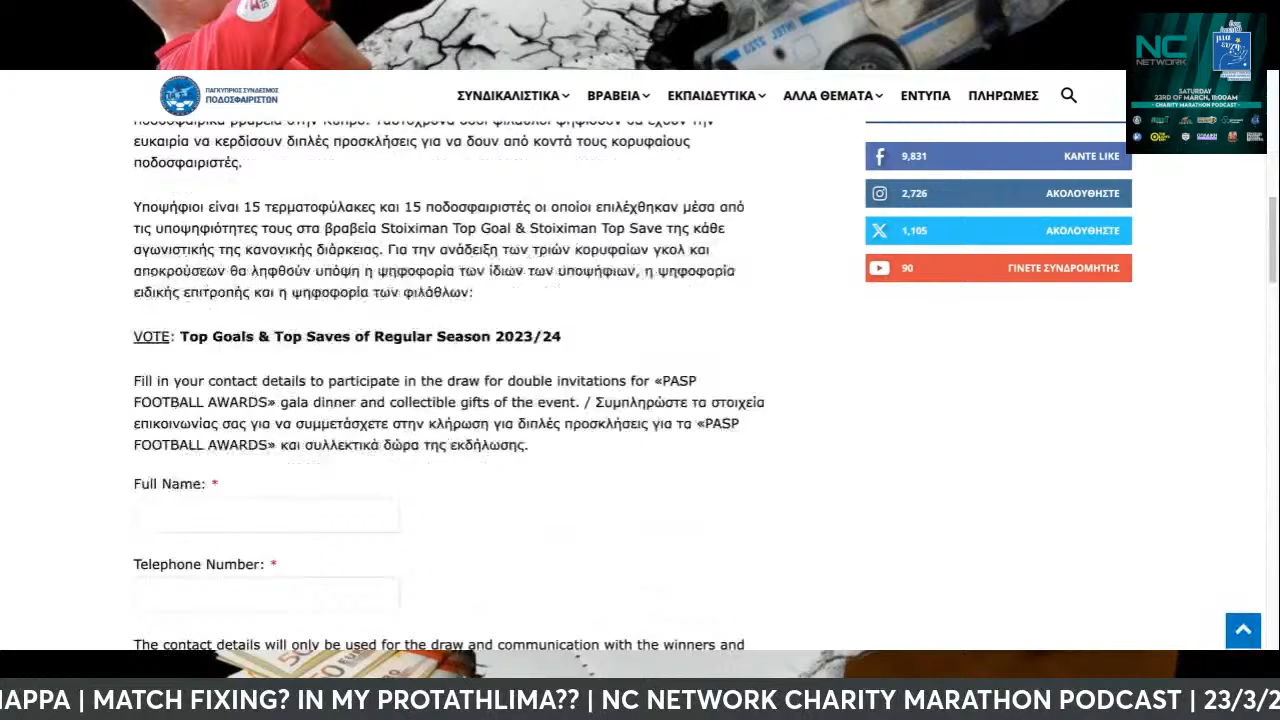 ΠΑΓΚΥΠΡΙΟΣ ΣΥΝΔΕΣΜΟΣ
ΠΟΔΟΣΦΑΙΡΙΣΤΩΝ
ΣΥΝΔΙΚΑΛΙΣΤΙΚΑ ΒΡΑΒΕΙΑ ΕΚΠΑΙΔΕΥΤΙΚΑ ΑΛΛΑ ΘΕΜΑΤΑ ΕΝΤΥΠΑ ΠΛΗΡΩΜΕΣ
NC
NETWORK
μια
ευχή
SATURDAY
23RD OF MARCH, 11:00AM
- CHARITY MARATHON PODCAST -
ευκαιρία να κερδίσουν διπλές προσκλήσεις για να δουν από κοντά τους κορυφαίους
ποδοσφαιριστές.
Υποψήφιοι είναι 15 τερματοφύλακες και 15 ποδοσφαιριστές οι οποίοι επιλέχθηκαν μέσα από
τις υποψηφιότητες τους στα βραβεία Stoiximan Top Goal & Stoiximan Top Save της κάθε
αγωνιστικής της κανονικής διάρκειας. Για την ανάδειξη των τριών κορυφαίων γκολ και
αποκρούσεων θα ληφθούν υπόψη η ψηφοφορία των ίδιων των υποψήφιων, η ψηφοφορία
ειδικής επιτροπής και η ψηφοφορία των φιλάθλων:
VOTE: Top Goals & Top Saves of Regular Season 2023/24
Fill in your contact details to participate in the draw for double invitations for «PASP
FOOTBALL AWARDS» gala dinner and collectible gifts of the event. / Συμπληρώστε τα στοιχεία
επικοινωνίας σας για να συμμετάσχετε στην κλήρωση για διπλές προσκλήσεις για τα «PASP
FOOTBALL AWARDS» και συλλεκτικά δώρα της εκδήλωσης.
Full Name: *
Telephone Number: *
The contact details will only be used for the draw and communication with the winners and
9,831 ΚΑΝΤΕ LIKE
2,726 ΑΚΟΛΟΥΘΗΣΤΕ
1,105 ΑΚΟΛΟΥΘΗΣΤΕ
90 ΓΙΝΕΤΕ ΣΥΝΔΡΟΜΗΤΗΣ
MAPPA | MATCH FIXING? IN MY PROTATHLIMA?? | NC NETWORK CHARITY MARATHON PODCAST | 23/3/2